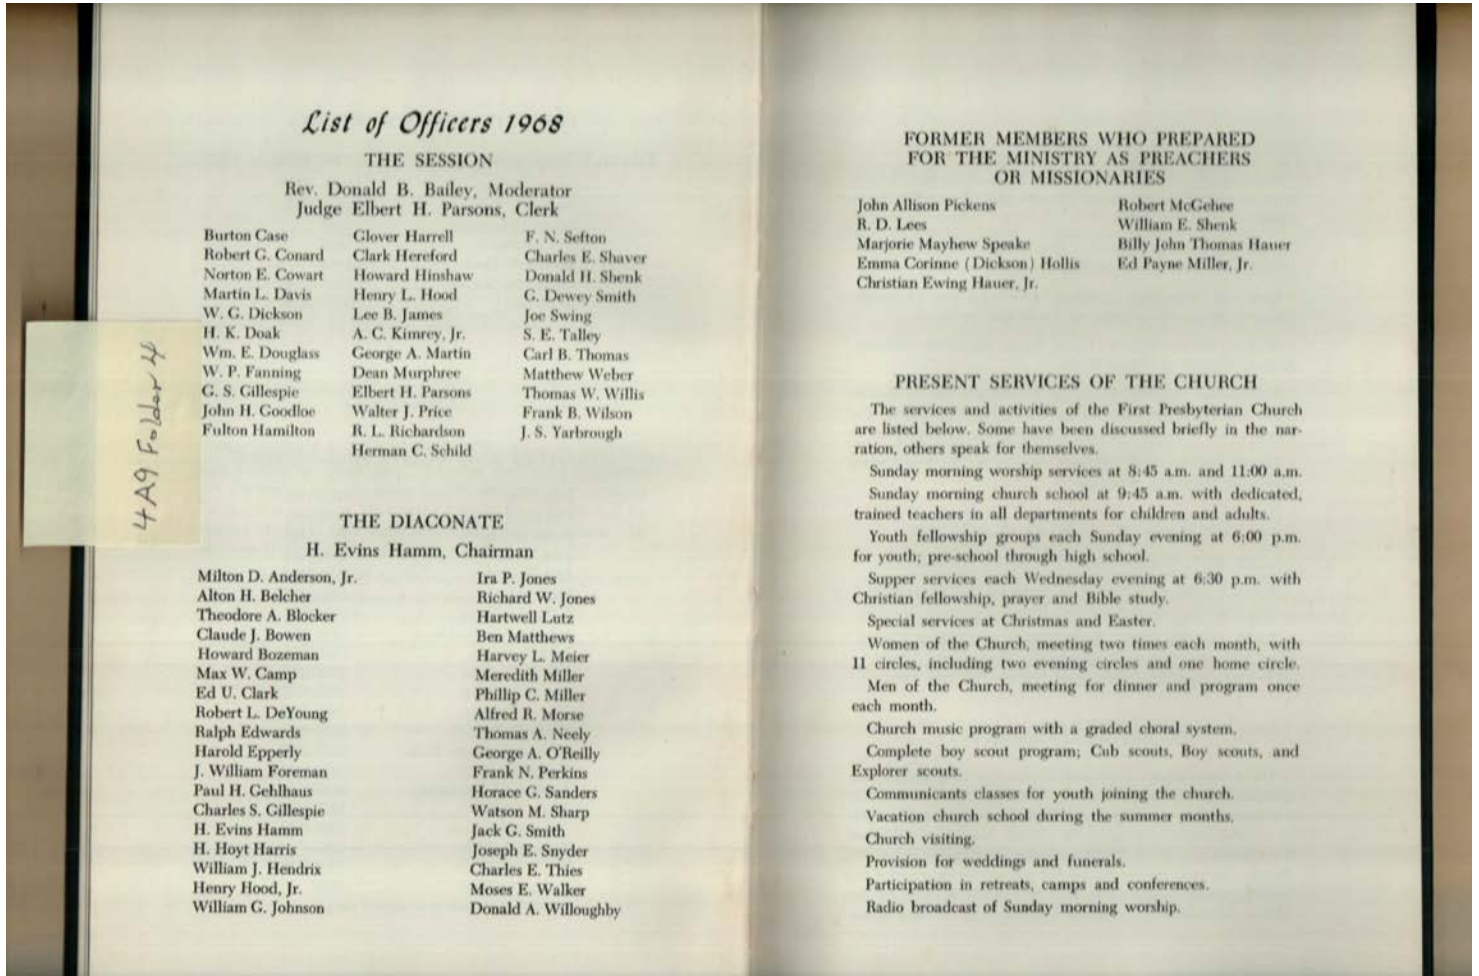 4A9 Folder 4
List of Officers 1968
THE SESSION
Rev. Donald B. Bailey, Moderator
Judge Elbert H. Parsons, Clerk
Burton Case
Robert G. Conard
Norton E. Cowart
Martin L. Davis
W. G. Dickson
H. K. Doak
Wm. E. Douglass
W. P. Fanning
G. S. Gillespie
John H. Goodloe
Fulton Hamilton
Glover Harrell
Clark Hereford
Howard Hinshaw
Henry L. Hood
Lee B. James
A. C. Kimrey, Jr.
George A. Martin
Dean Murphree
Elbert H. Parsons
Walter J. Price
R. L. Richardson
Herman C. Schild
F. N. Sefton
Charles E. Shaver
Donald H. Shenk
G. Dewey Smith
Joe Swing
S. E. Talley
Carl B. Thomas
Matthew Weber
Thomas W. Willis
Frank B. Wilson
J. S. Yarbrough
THE DIACONATE
H. Evins Hamm, Chairman
Milton D. Anderson, Jr.
Alton H. Belcher
Theodore A. Blocker
Claude J. Bowen
Howard Bozeman
Max W. Camp
Ed U. Clark
Robert L. DeYoung
Ralph Edwards
Harold Epperly
J. William Foreman
Paul H. Gehlhaus
Charles S. Gillespie
H. Evins Hamm
H. Hoyt Harris
William J. Hendrix
Henry Hood, Jr.
William G. Johnson
Ira P. Jones
Richard W. Jones
Hartwell Lutz
Ben Matthews
Harvey L. Meier
Meredith Miller
Phillip C. Miller
Alfred R. Morse
Thomas A. Neely
George A. O'Reilly
Frank N. Perkins
Horace G. Sanders
Watson M. Sharp
Jack G. Smith
Joseph E. Snyder
Charles E. Thies
Moses E. Walker
Donald A. Willoughby
FORMER MEMBERS WHO PREPARED
FOR THE MINISTRY AS PREACHERS
OR MISSIONARIES
John Allison Pickens
R. D. Lees
Marjorie Mayhew Speake
Emma Corinne (Dickson) Hollis
Christian Ewing Hauer, Jr.
Robert McGehee
William E. Shenk
Billy John Thomas Hauer
Ed Payne Miller, Jr.
PRESENT SERVICES OF THE CHURCH
The services and activities of the First Presbyterian Church
are listed below. Some have been discussed briefly in the nar-
ration, others speak for themselves.
Sunday morning worship services at 8:45 a.m. and 11:00 a.m.
Sunday morning church school at 9:45 a.m. with dedicated,
trained teachers in all departments for children and adults.
Youth fellowship groups each Sunday evening at 6:00 p.m.
for youth; pre-school through high school.
Supper services each Wednesday evening at 6:30 p.m. with
Christian fellowship, prayer and Bible study.
Special services at Christmas and Easter.
Women of the Church, meeting two times each month, with
11 circles, including two evening circles and one home circle.
Men of the Church, meeting for dinner and program once
each month.
Church music program with a graded choral system.
Complete boy scout program; Cub scouts, Boy scouts, and
Explorer scouts.
Communicants classes for youth joining the church.
Vacation church school during the summer months.
Church visiting.
Provision for weddings and funerals.
Participation in retreats, camps and conferences.
Radio broadcast of Sunday morning worship.